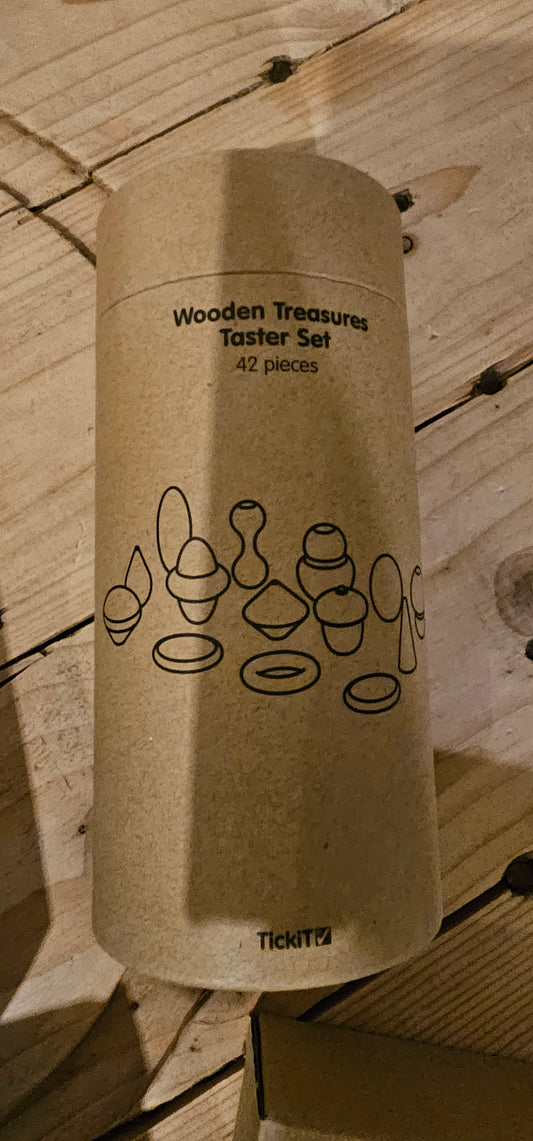 Wooden Treasures
Taster Set
42 pieces
TickiT